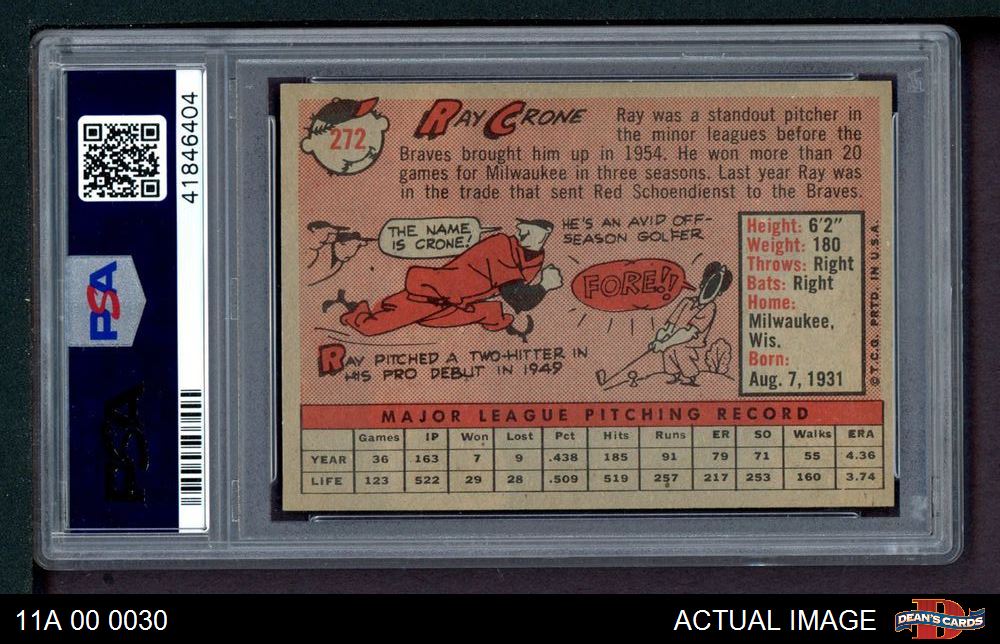 41846404
PSA
PSA
272
RAY CRONE
Ray was a standout pitcher in
the minor leagues before the
Braves brought him up in 1954. He won more than 20
games for Milwaukee in three seasons. Last year Ray was
in the trade that sent Red Schoendienst to the Braves.
THE NAME
IS CRONE!
HE'S AN AVID OFF-
SEASON GOLFER
FORE!!
RAY PITCHED A TWO-HITTER IN
HIS PRO DEBUT IN 1949
Height: 6'2"
Weight: 180
Throws: Right
Bats: Right
Home:
Milwaukee,
Wis.
Born:
Aug. 7, 1931
©T.C.G. PRTD. IN U.S.A.
MAJOR LEAGUE PITCHING RECORD
Games IP Won Lost Pct Hits Runs ER SO Walks ERA
YEAR 36 163 7 9 .438 185 91 79 71 55 4.36
LIFE 123 522 29 28 .509 519 257 217 253 160 3.74
11A 00 0030
ACTUAL IMAGE
DEAN'S CARDS